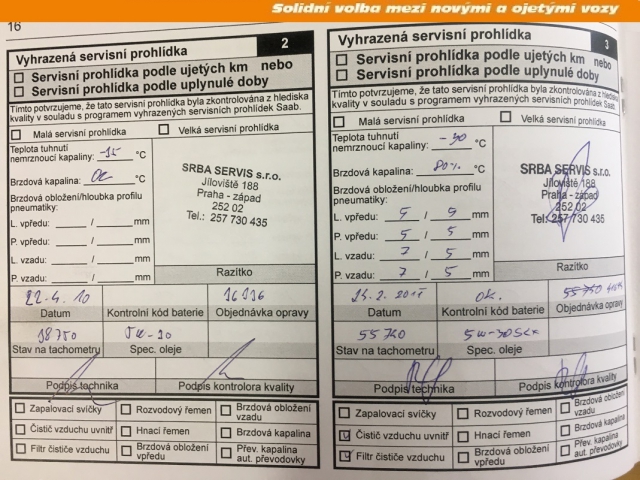 Solidní volba mezi novými a ojetými vozy
16
Vyhrazená servisní prohlídka 2
Servisní prohlídka podle ujetých km nebo
Servisní prohlídka podle uplynulé doby
Tímto potvrzujeme, že tato servisní prohlídka byla zkontrolována z hlediska
kvality v souladu s programem vyhrazených servisních prohlídek Saab.
Malá servisní prohlídka Velká servisní prohlídka
Teplota tuhnutí
nemrznoucí kapaliny: -25 °C
Brzdová kapalina: OK °C
Brzdové obložení/hloubka profilu
pneumatiky:
L. vpředu: / mm
P. vpředu: / mm
L. vzadu: / mm
P. vzadu: / mm
SRBA SERVIS s.r.o.
Jíloviště 188
Praha - západ
252 02
Tel.: 257 730 435
Razítko
22-4.10 16136
Datum Kontrolní kód baterie Objednávka opravy
38750
Stav na tachometru Spec. oleje
Podpis technika Podpis kontrolora kvality
Zapalovací svíčky Rozvodový řemen Brzdová obložení vzadu
Čistič vzduchu uvnitř Hnací řemen Brzdová kapalina
Filtr čističe vzduchu Brzdová obložení vpředu Přev. kapalina aut. převodovky
Vyhrazená servisní prohlídka 3
Servisní prohlídka podle ujetých km nebo
Servisní prohlídka podle uplynulé doby
Tímto potvrzujeme, že tato servisní prohlídka byla zkontrolována z hlediska
kvality v souladu s programem vyhrazených servisních prohlídek Saab.
Malá servisní prohlídka Velká servisní prohlídka
Teplota tuhnutí
nemrznoucí kapaliny: -30 °C
Brzdová kapalina: °C
Brzdové obložení/hloubka profilu
pneumatiky:
L. vpředu: 5 / 5 mm
P. vpředu: 5 / 5 mm
L. vzadu: 7 / 5 mm
P. vzadu: 7 / 5 mm
SRBA SERVIS s.r.o.
Jíloviště 188
Praha - západ
252 02
Tel.: 257 730 435
Razítko
OK.
Datum Kontrolní kód baterie Objednávka opravy
55740
Stav na tachometru Spec. oleje
Podpis technika Podpis kontrolora kvality
Zapalovací svíčky Rozvodový řemen Brzdová obložení vzadu
Čistič vzduchu uvnitř Hnací řemen Brzdová kapalina
Filtr čističe vzduchu Brzdová obložení vpředu Přev. kapalina aut. převodovky